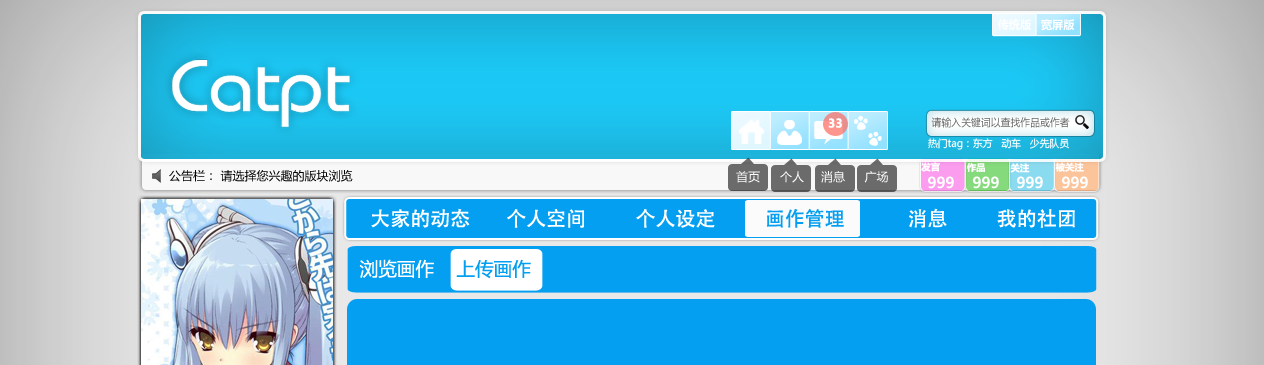 传统版 宽屏版
Catpt
33
请输入关键词以查找作品或作者
热门tag：东方 动车 少先队员
公告栏： 请选择您兴趣的版块浏览
首页 个人 消息 广场
发言 作品 关注 被关注
999 999 999 999
大家的动态 个人空间 个人设定 画作管理 消息 我的社团
浏览画作 上传画作